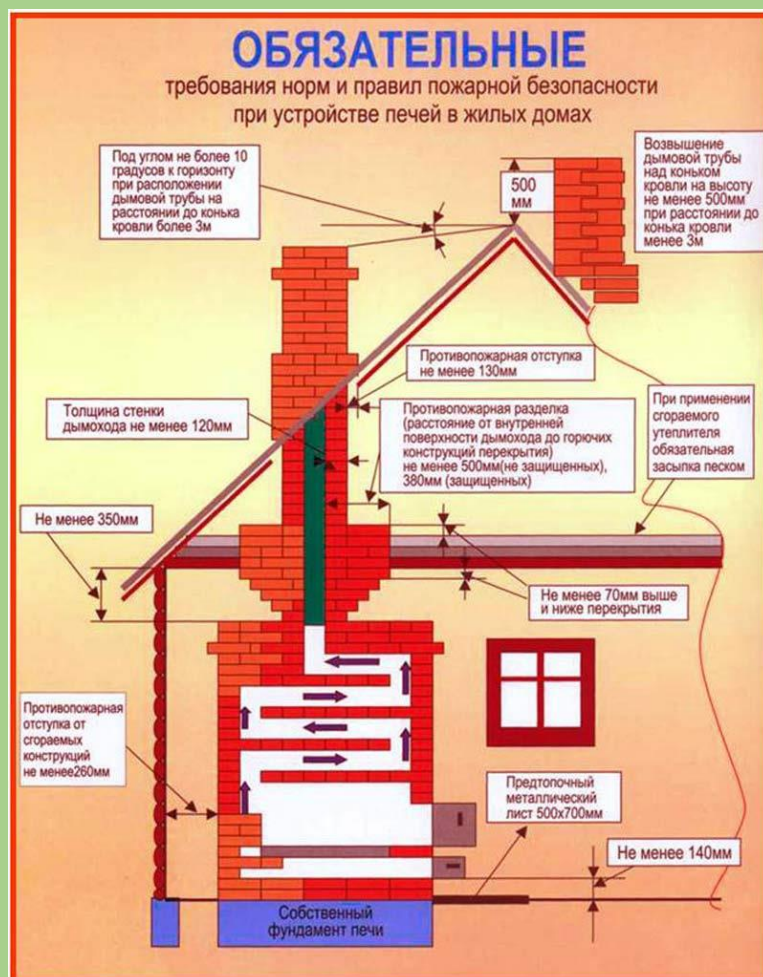 ОБЯЗАТЕЛЬНЫЕ
требования норм и правил пожарной безопасности
при устройстве печей в жилых домах
Под углом не более 10
градусов к горизонту
при расположении
дымовой трубы на
расстоянии до конька
кровли более 3м
500
мм
Возвышение
дымовой трубы
над коньком
кровли на высоту
не менее 500мм
при расстоянии до
конька кровли
менее 3м
Противопожарная отступка
не менее 130мм
Толщина стенки
дымохода не менее 120мм
Противопожарная разделка
(расстояние от внутренней
поверхности дымохода до горючих
конструкций перекрытия)
не менее 500мм(не защищенных),
380мм (защищенных)
При применении
сгораемого
утеплителя
обязательная
засыпка песком
Не менее 350мм
Не менее 70мм выше
и ниже перекрытия
Противопожарная
отступка от
сгораемых
конструкций
не менее260мм
Предтопочный
металлический
лист 500х700мм
Не менее 140мм
Собственный
фундамент печи